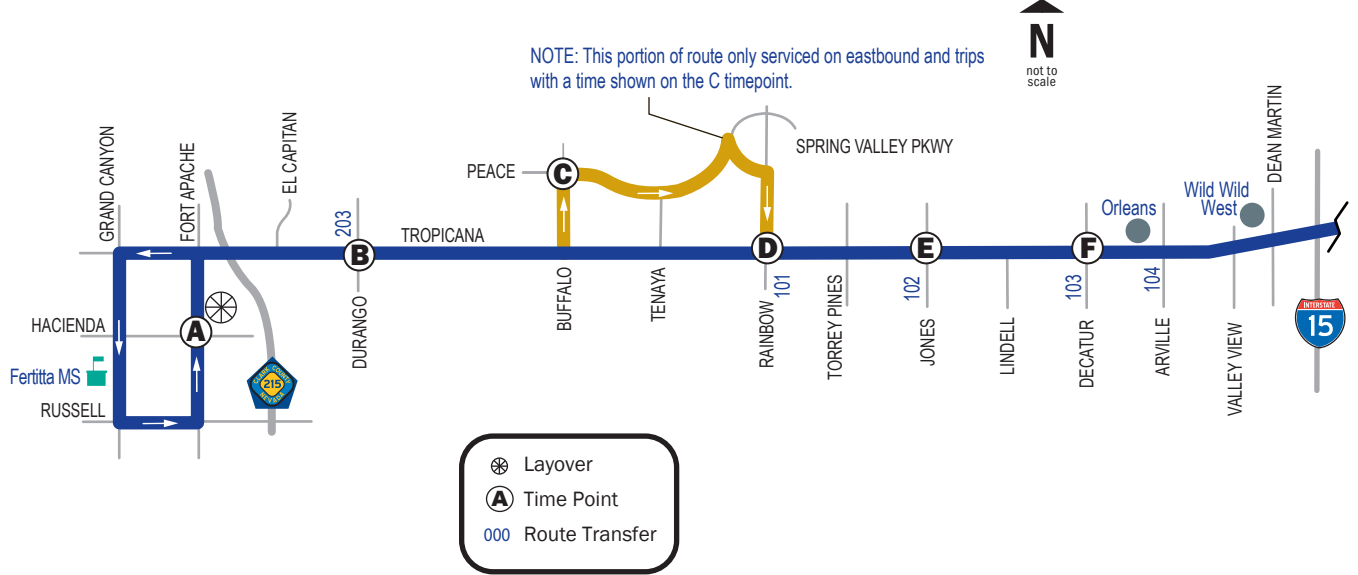 N
not to
scale
NOTE: This portion of route only serviced on eastbound and trips
with a time shown on the C timepoint.
GRAND CANYON
FORT APACHE
EL CAPITAN
203
TROPICANA
PEACE
C
SPRING VALLEY PKWY
Orleans
Wild Wild
West
DEAN MARTIN
B
D
E
F
DURANGO
BUFFALO
TENAYA
RAINBOW
101
TORREY PINES
102
JONES
LINDELL
103
DECATUR
104
ARVILLE
VALLEY VIEW
INTERSTATE
15
HACIENDA
A
Fertitta MS
RUSSELL
CLARK COUNTY
215
NEVADA
Layover
A Time Point
000 Route Transfer